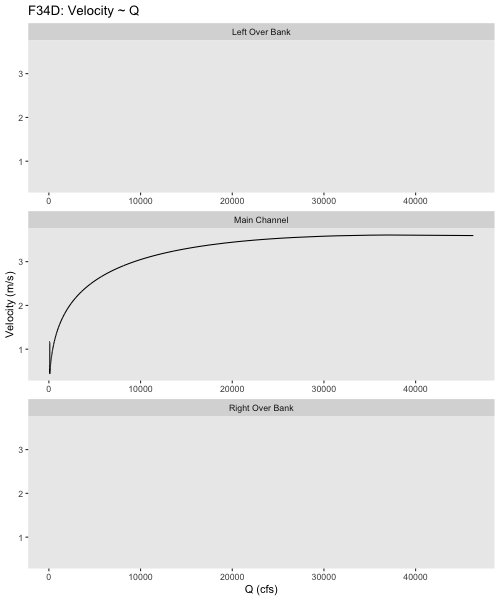 F34D: Velocity ~ Q
Left Over Bank
3
2
1
0 10000 20000 30000 40000
Main Channel
3
2
1
0 10000 20000 30000 40000
Velocity (m/s)
Right Over Bank
3
2
1
0 10000 20000 30000 40000
Q (cfs)